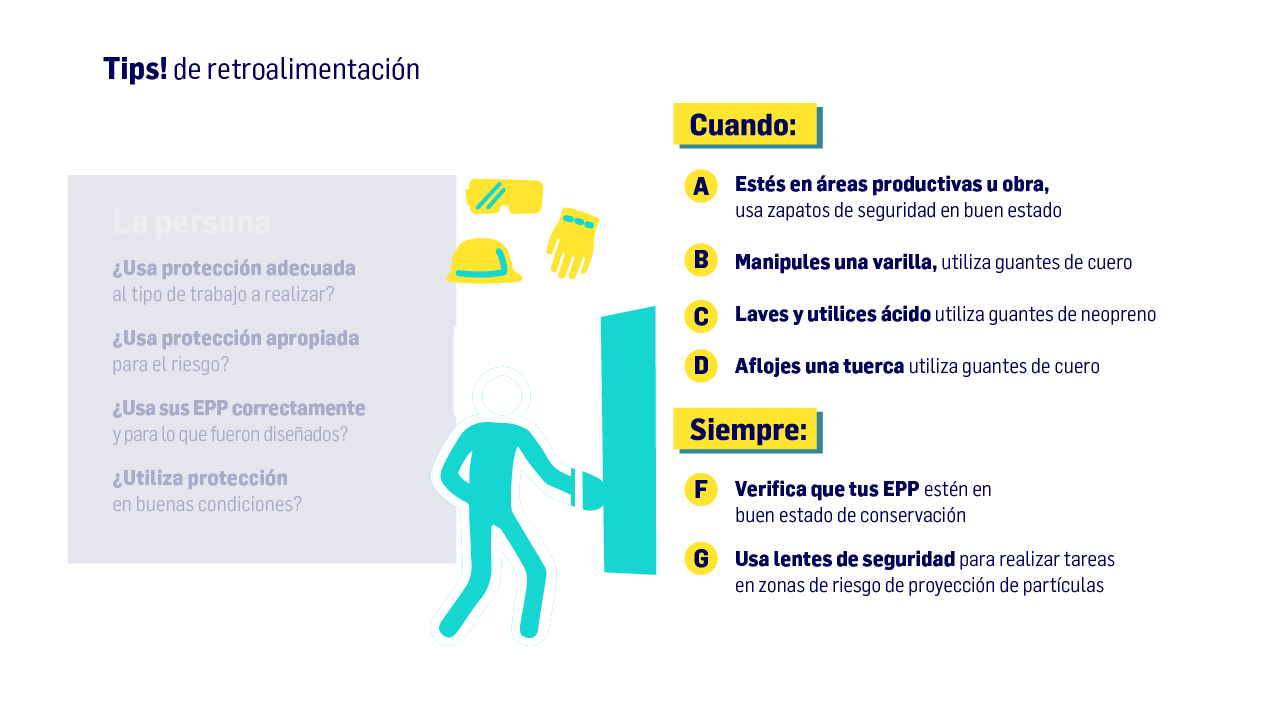 Tips! de retroalimentación
La persona
¿Usa protección adecuada
al tipo de trabajo a realizar?
¿Usa protección apropiada
para el riesgo?
¿Usa sus EPP correctamente
y para lo que fueron diseñados?
¿Utiliza protección
en buenas condiciones?
Cuando:
A Estés en áreas productivas u obra,
usa zapatos de seguridad en buen estado
B Manipules una varilla, utiliza guantes de cuero
C Laves y utilices ácido utiliza guantes de neopreno
D Aflojes una tuerca utiliza guantes de cuero
Siempre:
F Verifica que tus EPP estén en
buen estado de conservación
G Usa lentes de seguridad para realizar tareas
en zonas de riesgo de proyección de partículas